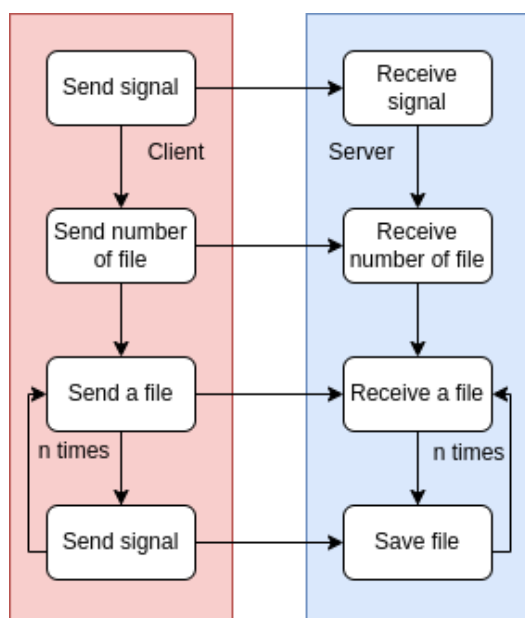 Send signal
Receive
signal
Client
Server
Send number
of file
Receive
number of file
Send a file
Receive a file
n times
n times
Send signal
Save file